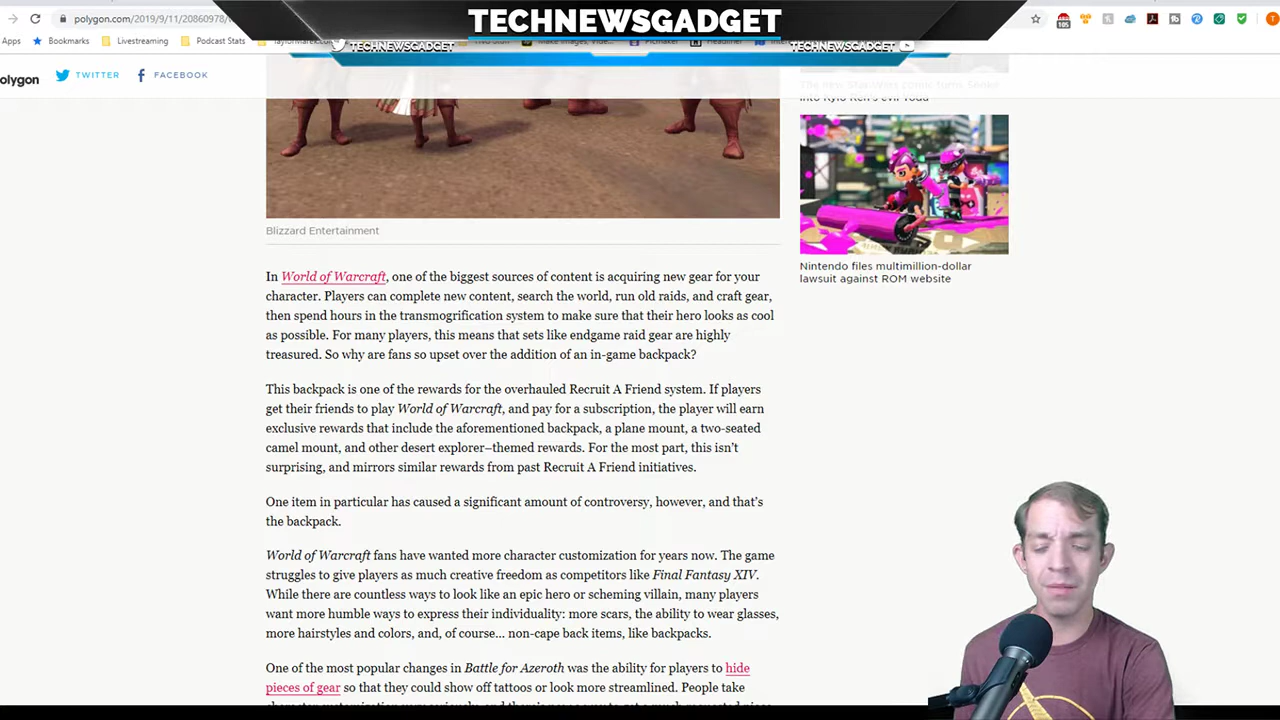 polygon.com/2019/9/11/20860978/
TECHNEWSGADGET
Apps
Bookmarks
Livestreaming
Podcast Stats
TECHNEWSGADGET
TECHNEWSGADGET
olygon
TWITTER
FACEBOOK
into Kylo Ren's evil Yoda
Blizzard Entertainment
Nintendo files multimillion-dollar
lawsuit against ROM website
In World of Warcraft, one of the biggest sources of content is acquiring new gear for your
character. Players can complete new content, search the world, run old raids, and craft gear,
then spend hours in the transmogrification system to make sure that their hero looks as cool
as possible. For many players, this means that sets like endgame raid gear are highly
treasured. So why are fans so upset over the addition of an in-game backpack?
This backpack is one of the rewards for the overhauled Recruit A Friend system. If players
get their friends to play World of Warcraft, and pay for a subscription, the player will earn
exclusive rewards that include the aforementioned backpack, a plane mount, a two-seated
camel mount, and other desert explorer–themed rewards. For the most part, this isn't
surprising, and mirrors similar rewards from past Recruit A Friend initiatives.
One item in particular has caused a significant amount of controversy, however, and that's
the backpack.
World of Warcraft fans have wanted more character customization for years now. The game
struggles to give players as much creative freedom as competitors like Final Fantasy XIV.
While there are countless ways to look like an epic hero or scheming villain, many players
want more humble ways to express their individuality: more scars, the ability to wear glasses,
more hairstyles and colors, and, of course... non-cape back items, like backpacks.
One of the most popular changes in Battle for Azeroth was the ability for players to hide
pieces of gear so that they could show off tattoos or look more streamlined. People take